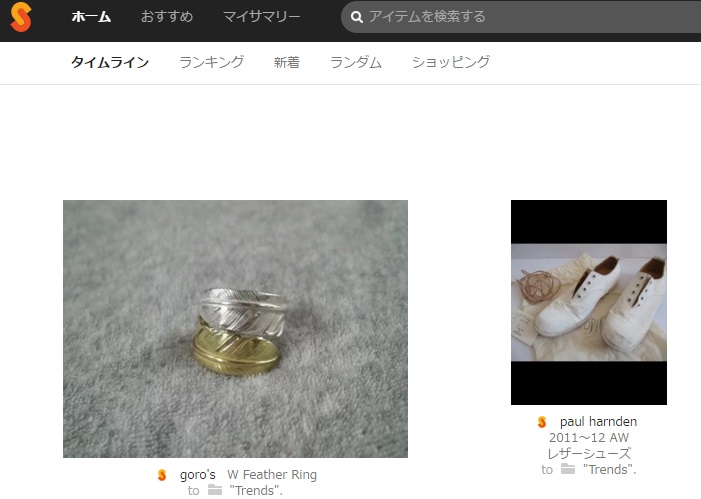 ホーム おすすめ マイサマリー アイテムを検索する
タイムライン ランキング 新着 ランダム ショッピング
goro's W Feather Ring
to "Trends".
paul harnden
2011～12 AW
レザーシューズ
to "Trends".